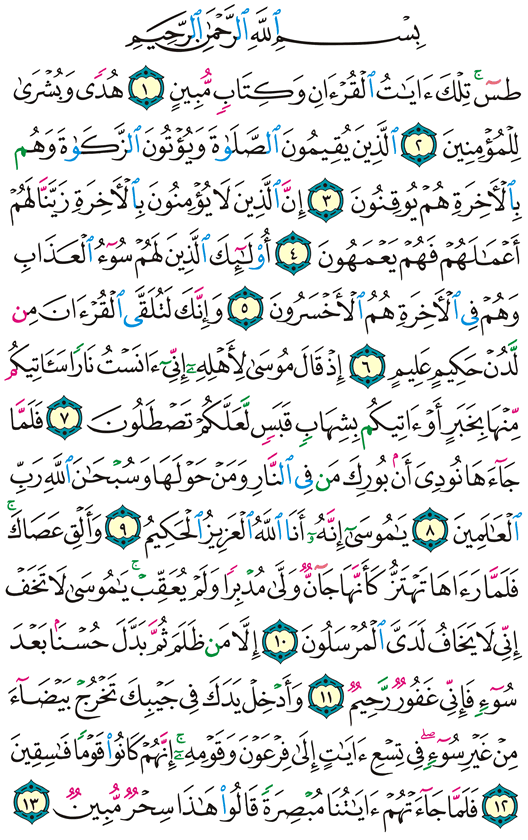 بِسْمِ ٱللَّهِ ٱلرَّحْمَٰنِ ٱلرَّحِيمِ
طسٓۚ تِلْكَ ءَايَٰتُ ٱلْقُرْءَانِ وَكِتَابٍ مُّبِينٍ ١ هُدًى وَبُشْرَىٰ
لِلْمُؤْمِنِينَ ٢ ٱلَّذِينَ يُقِيمُونَ ٱلصَّلَوٰةَ وَيُؤْتُونَ ٱلزَّكَوٰةَ وَهُم
بِٱلْأَخِرَةِ هُمْ يُوقِنُونَ ٣ إِنَّ ٱلَّذِينَ لَا يُؤْمِنُونَ بِٱلْأَخِرَةِ زَيَّنَّا لَهُمْ
أَعْمَٰلَهُمْ فَهُمْ يَعْمَهُونَ ٤ أُو۟لَٰٓئِكَ ٱلَّذِينَ لَهُمْ سُوٓءُ ٱلْعَذَابِ
وَهُمْ فِى ٱلْأَخِرَةِ هُمُ ٱلْأَخْسَرُونَ ٥ وَإِنَّكَ لَتُلَقَّى ٱلْقُرْءَانَ مِن
لَّدُنْ حَكِيمٍ عَلِيمٍ ٦ إِذْ قَالَ مُوسَىٰ لِأَهْلِهِۦٓ إِنِّىٓ ءَانَسْتُ نَارًا سَـَٔاتِيكُم
مِّنْهَا بِخَبَرٍ أَوْ ءَاتِيكُم بِشِهَابٍ قَبَسٍ لَّعَلَّكُمْ تَصْطَلُونَ ٧ فَلَمَّا
جَآءَهَا نُودِىَ أَنۢ بُورِكَ مَن فِى ٱلنَّارِ وَمَنْ حَوْلَهَا وَسُبْحَٰنَ ٱللَّهِ رَبِّ
ٱلْعَٰلَمِينَ ٨ يَٰمُوسَىٰٓ إِنَّهُۥٓ أَنَا ٱللَّهُ ٱلْعَزِيزُ ٱلْحَكِيمُ ٩ وَأَلْقِ عَصَاكَۚ
فَلَمَّا رَءَاهَا تَهْتَزُّ كَأَنَّهَا جَآنٌّ وَلَّىٰ مُدْبِرًا وَلَمْ يُعَقِّبْۚ يَٰمُوسَىٰ لَا تَخَفْ
إِنِّى لَا يَخَافُ لَدَىَّ ٱلْمُرْسَلُونَ ١٠ إِلَّا مَن ظَلَمَ ثُمَّ بَدَّلَ حُسْنًۢا بَعْدَ
سُوٓءٍ فَإِنِّى غَفُورٌ رَّحِيمٌ ١١ وَأَدْخِلْ يَدَكَ فِى جَيْبِكَ تَخْرُجْ بَيْضَآءَ
مِنْ غَيْرِ سُوٓءٍۖ فِى تِسْعِ ءَايَٰتٍ إِلَىٰ فِرْعَوْنَ وَقَوْمِهِۦٓۚ إِنَّهُمْ كَانُوا۟ قَوْمًا فَٰسِقِينَ
١٢ فَلَمَّا جَآءَتْهُمْ ءَايَٰتُنَا مُبْصِرَةً قَالُوا۟ هَٰذَا سِحْرٌ مُّبِينٌ ١٣